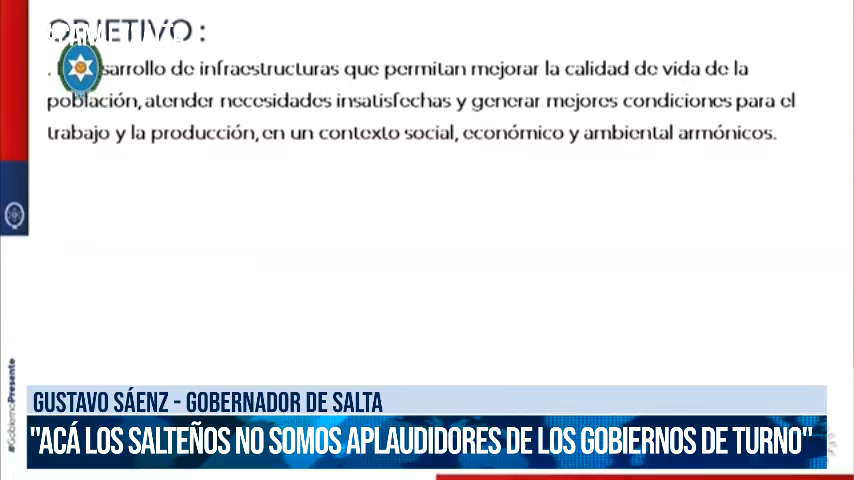 OBJETIVO :
sarrollo de infraestructuras que permitan mejorar la calidad de vida de la
población, atender necesidades insatisfechas y generar mejores condiciones para el
trabajo y la producción, en un contexto social, económico y ambiental armónicos.
#GobiernoPresente
GUSTAVO SÁENZ - GOBERNADOR DE SALTA
"ACÁ LOS SALTEÑOS NO SOMOS APLAUDIDORES DE LOS GOBIERNOS DE TURNO"